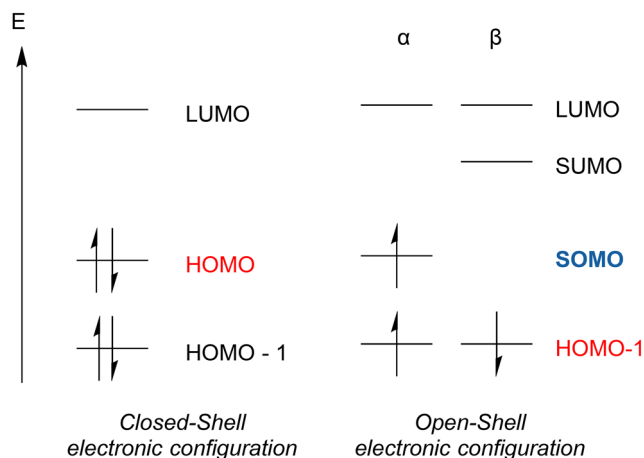 E
α
β
LUMO
LUMO
SUMO
HOMO
SOMO
HOMO - 1
HOMO-1
Closed-Shell
electronic configuration
Open-Shell
electronic configuration